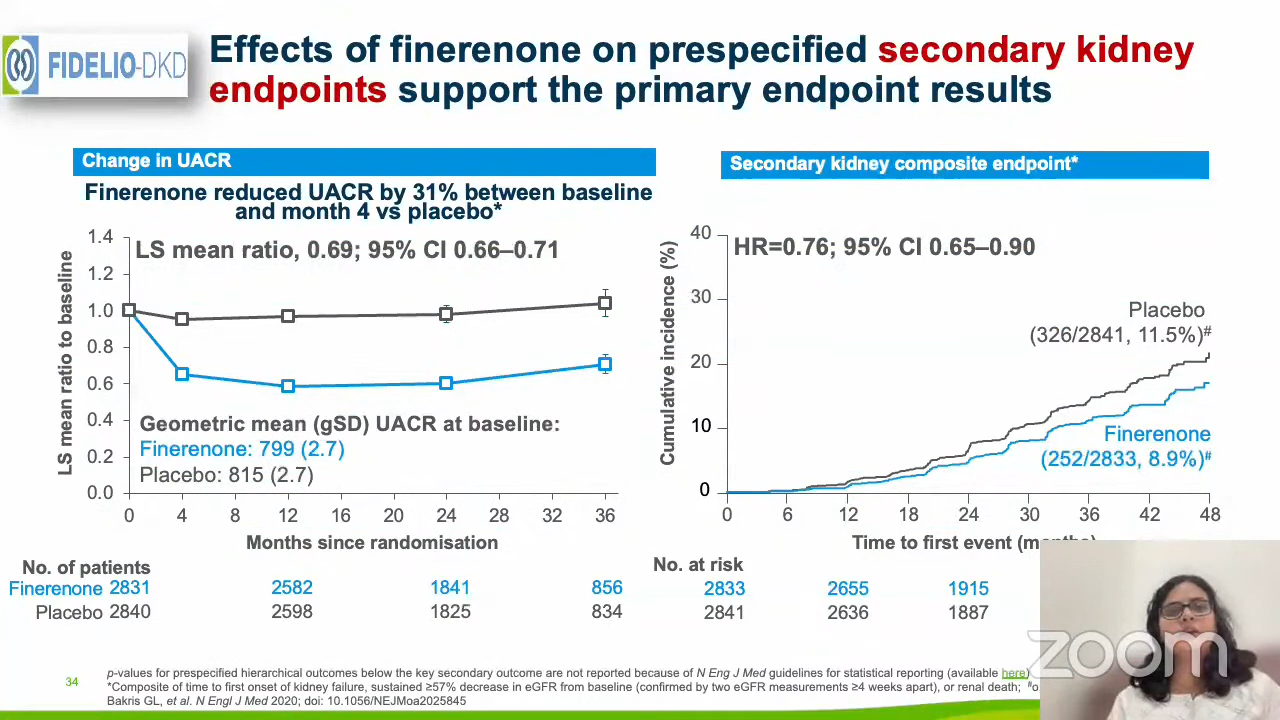 FIDELIO-DKD
Effects of finerenone on prespecified secondary kidney
endpoints support the primary endpoint results
Change in UACR
Finerenone reduced UACR by 31% between baseline
and month 4 vs placebo*
LS mean ratio, 0.69; 95% CI 0.66–0.71
LS mean ratio to baseline
1.4
1.2
1.0
0.8
0.6
0.4
0.2
0.0
Geometric mean (gSD) UACR at baseline:
Finerenone: 799 (2.7)
Placebo: 815 (2.7)
0 4 8 12 16 20 24 28 32 36
Months since randomisation
No. of patients
Finerenone 2831 2582 1841 856
Placebo 2840 2598 1825 834
Secondary kidney composite endpoint*
HR=0.76; 95% CI 0.65–0.90
Cumulative incidence (%)
40
30
20
10
0
Placebo
(326/2841, 11.5%)#
Finerenone
(252/2833, 8.9%)#
0 6 12 18 24 30 36 42 48
Time to first event (months)
No. at risk
2833 2655 1915
2841 2636 1887
zoom
34
p-values for prespecified hierarchical outcomes below the key secondary outcome are not reported because of N Eng J Med guidelines for statistical reporting (available here)
*Composite of time to first onset of kidney failure, sustained ≥57% decrease in eGFR from baseline (confirmed by two eGFR measurements ≥4 weeks apart), or renal death; #
Bakris GL, et al. N Engl J Med 2020; doi: 10.1056/NEJMoa2025845